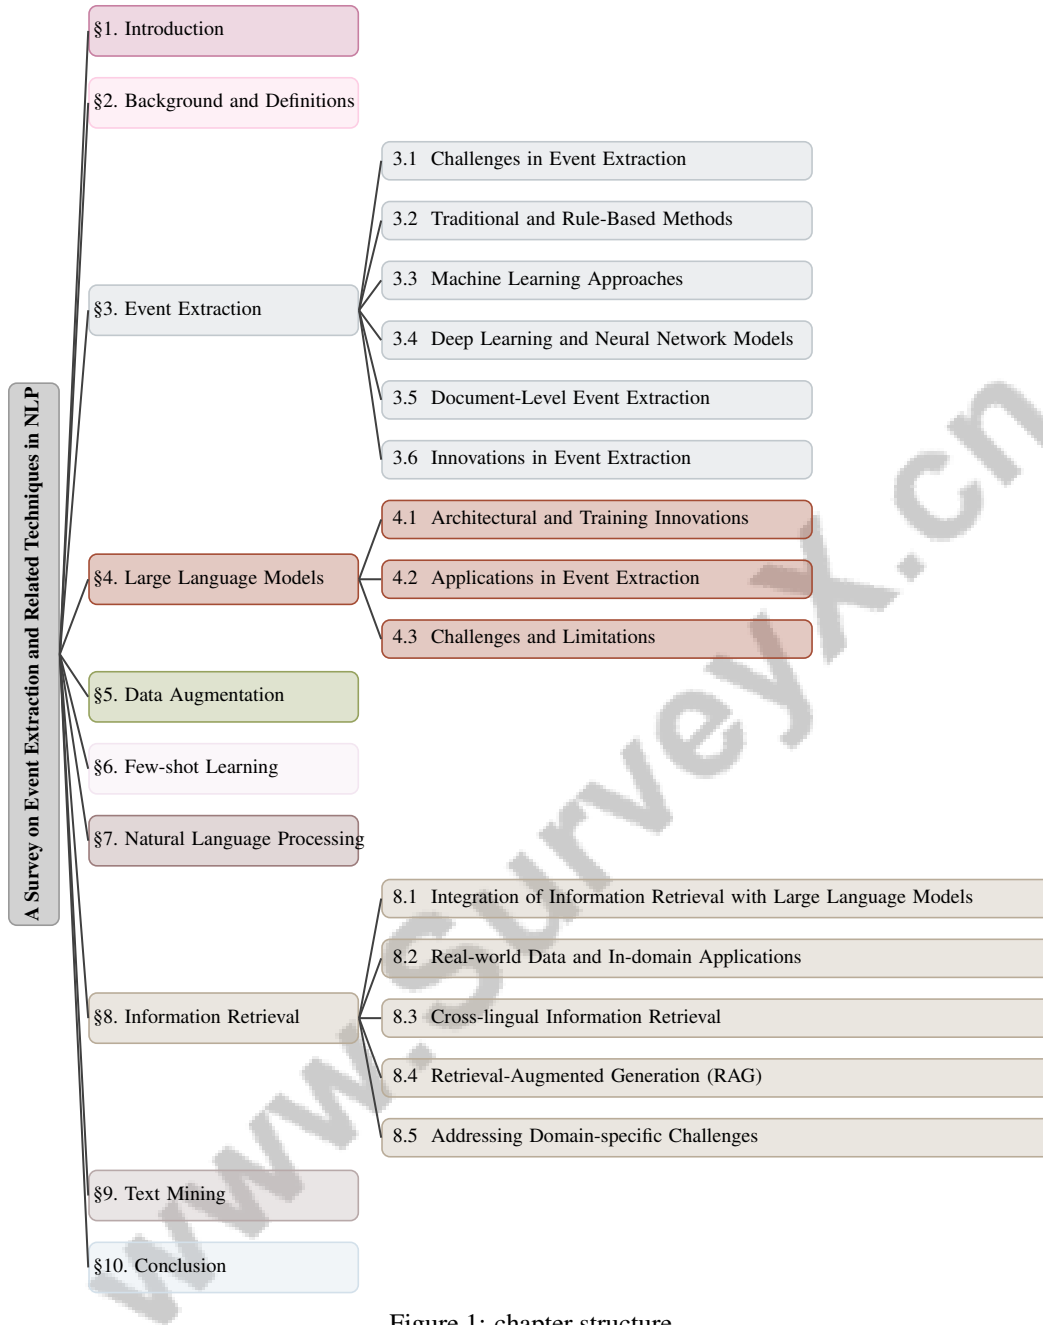 A Survey on Event Extraction and Related Techniques in NLP
§1. Introduction
§2. Background and Definitions
§3. Event Extraction
3.1 Challenges in Event Extraction
3.2 Traditional and Rule-Based Methods
3.3 Machine Learning Approaches
3.4 Deep Learning and Neural Network Models
3.5 Document-Level Event Extraction
3.6 Innovations in Event Extraction
§4. Large Language Models
4.1 Architectural and Training Innovations
4.2 Applications in Event Extraction
4.3 Challenges and Limitations
§5. Data Augmentation
§6. Few-shot Learning
§7. Natural Language Processing
§8. Information Retrieval
8.1 Integration of Information Retrieval with Large Language Models
8.2 Real-world Data and In-domain Applications
8.3 Cross-lingual Information Retrieval
8.4 Retrieval-Augmented Generation (RAG)
8.5 Addressing Domain-specific Challenges
§9. Text Mining
§10. Conclusion
Figure 1: chapter structure
www.Surveyx.cn